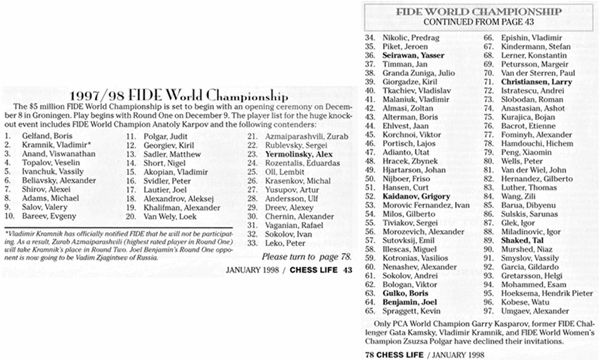 1997/98 FIDE World Championship
The $5 million FIDE World Championship is set to begin with an opening ceremony on Decem-
ber 8 in Groningen. Play begins with Round One on December 9. The player list for the huge knock-
out event includes FIDE World Champion Anatoly Karpov and the following contenders:
1. Gelfand, Boris
2. Kramnik, Vladimir*
3. Anand, Viswanathan
4. Topalov, Veselin
5. Ivanchuk, Vassily
6. Beliavsky, Alexander
7. Shirov, Alexei
8. Adams, Michael
9. Salov, Valery
10. Bareev, Evgeny
11. Polgar, Judit
12. Georgiev, Kiril
13. Sadler, Matthew
14. Short, Nigel
15. Akopian, Vladimir
16. Svidler, Peter
17. Lautier, Joel
18. Alexandrov, Aleksej
19. Khalifman, Alexander
20. Van Wely, Loek
21. Azmaiparashvili, Zurab
22. Rublevsky, Sergei
23. Yermolinsky, Alex
24. Rozentalis, Eduardas
25. Oll, Lembit
26. Krasenkov, Michal
27. Yusupov, Artur
28. Andersson, Ulf
29. Dreev, Alexey
30. Chernin, Alexander
31. Vaganian, Rafael
32. Sokolov, Ivan
33. Leko, Peter
*Vladimir Kramnik has officially notified FIDE that he will not be participat-
ing. As a result, Zurab Azmaiparashvili (highest rated player in Round One)
will take Kramnik's place in Round Two. Joel Benjamin's Round One oppo-
nent is now going to be Vadim Zjagintsev of Russia.
Please turn to page 78.
JANUARY 1998 / CHESS LIFE 43
FIDE WORLD CHAMPIONSHIP
CONTINUED FROM PAGE 43
34. Nikolic, Predrag
35. Piket, Jeroen
36. Seirawan, Yasser
37. Timman, Jan
38. Granda Zuniga, Julio
39. Giorgadze, Kiril
40. Tkachiev, Vladislav
41. Malaniuk, Vladimir
42. Almasi, Zoltan
43. Alterman, Boris
44. Ehlvest, Jaan
45. Korchnoi, Viktor
46. Portisch, Lajos
47. Adianto, Utut
48. Hracek, Zbynek
49. Hjartarson, Johan
50. Nijboer, Friso
51. Hansen, Curt
52. Kaidanov, Grigory
53. Morovic Fernandez, Ivan
54. Milos, Gilberto
55. Tiviakov, Sergei
56. Morozevich, Alexander
57. Sutovskij, Emil
58. Illescas, Miguel
59. Kotronias, Vasilios
60. Nenashev, Alexander
61. Sokolov, Andrei
62. Bologan, Viktor
63. Gulko, Boris
64. Benjamin, Joel
65. Spraggett, Kevin
66. Epishin, Vladimir
67. Kindermann, Stefan
68. Lerner, Konstantin
69. Petursson, Margeir
70. Van der Sterren, Paul
71. Christiansen, Larry
72. Istratescu, Andrei
73. Slobodan, Roman
74. Anastasian, Ashot
75. Kurajica, Bojan
76. Bacrot, Etienne
77. Fominyh, Alexander
78. Hamdouchi, Hichem
79. Peng, Xiaomin
80. Wells, Peter
81. Van der Wiel, John
82. Hernandez, Gilberto
83. Luther, Thomas
84. Wang, Zili
85. Barua, Dibyenu
86. Sulskis, Sarunas
87. Glek, Igor
88. Miladinovic, Igor
89. Shaked, Tal
90. Murshed, Niaz
91. Smyslov, Vassily
92. Garcia, Gildardo
93. Gretarsson, Helgi
94. Mohammed, Esam
95. Hoeksema, Hendrik Pieter
96. Kobese, Watu
97. Umgaev, Alexander
Only PCA World Champion Garry Kasparov, former FIDE Chal-
lenger Gata Kamsky, Vladimir Kramnik, and FIDE World Women's
Champion Zsuzsa Polgar have declined their invitations.
78 CHESS LIFE / JANUARY 1998